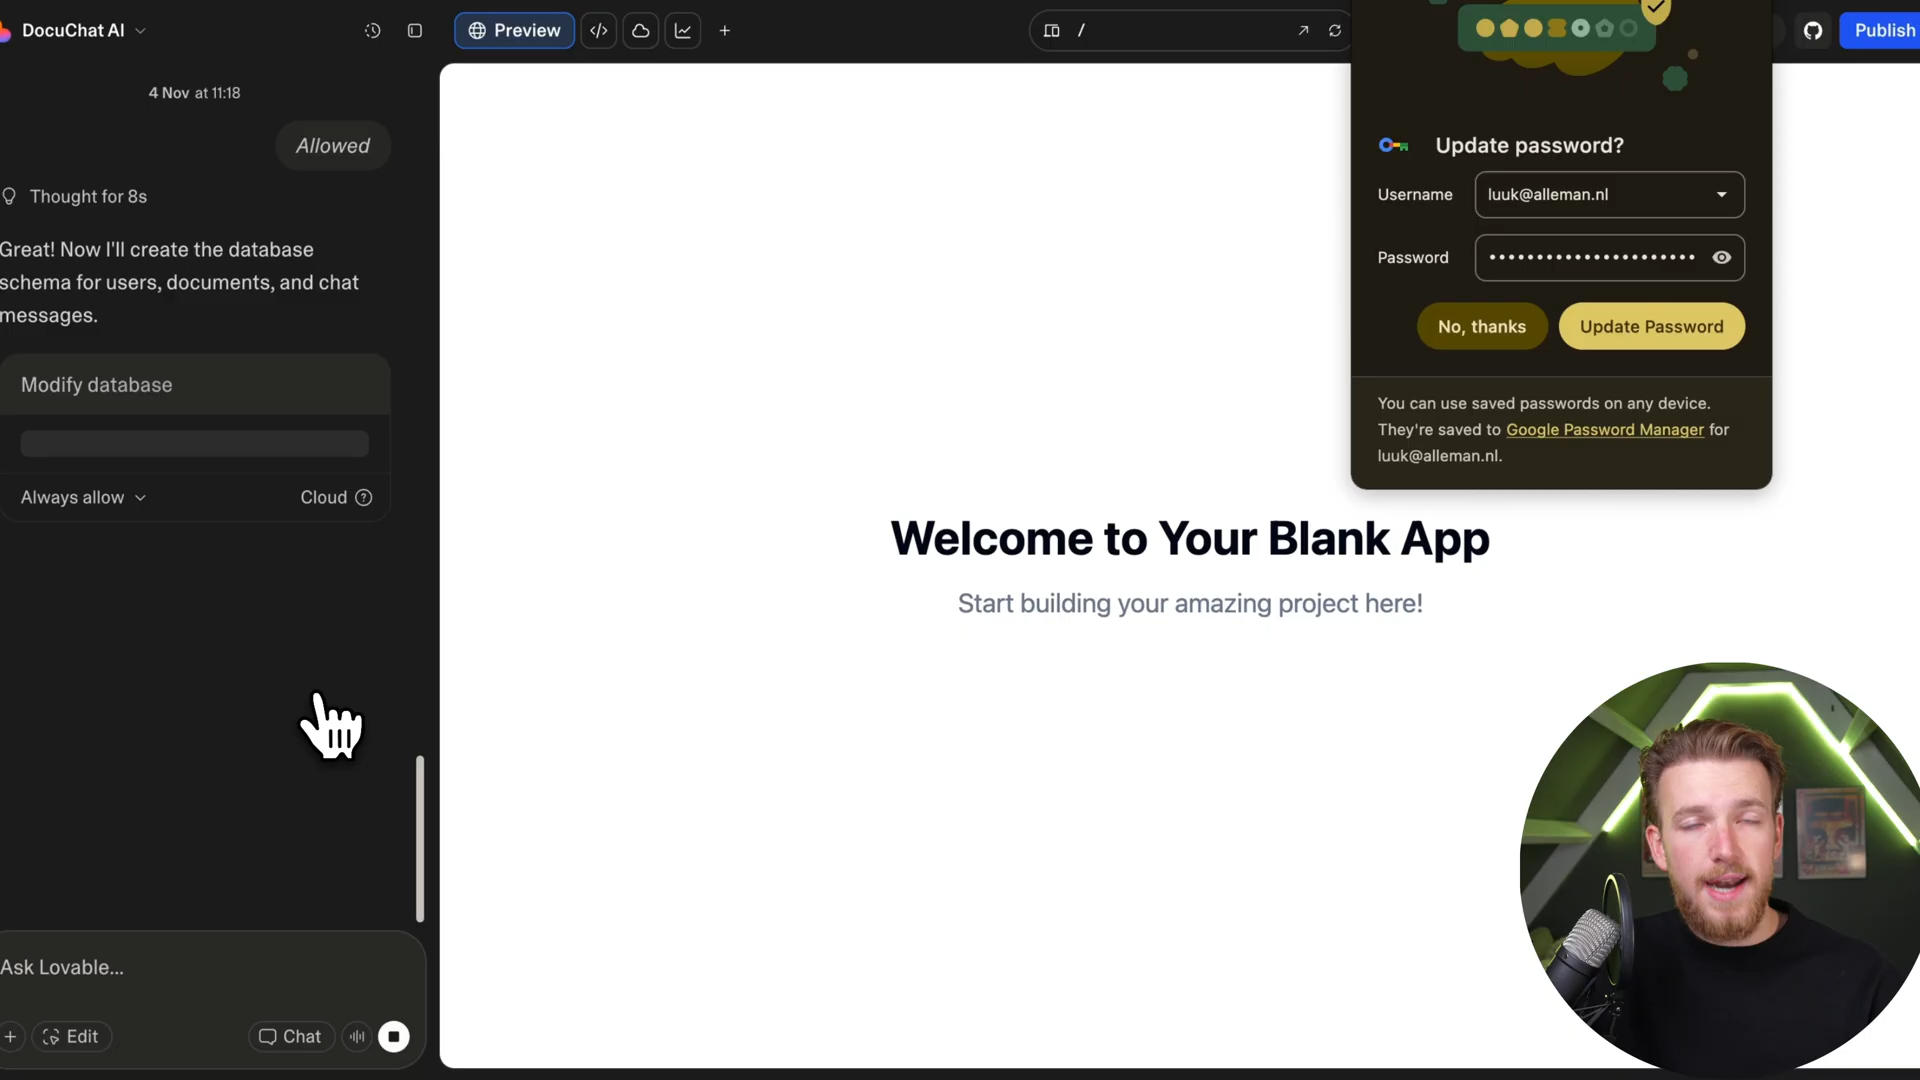 DocuChat AI
Preview
/
Publish
4 Nov at 11:18
Allowed
Thought for 8s
Great! Now I'll create the database
schema for users, documents, and chat
messages.
Modify database
Always allow
Cloud
Ask Lovable...
Edit
Chat
Welcome to Your Blank App
Start building your amazing project here!
Update password?
Username
luuk@alleman.nl
Password
No, thanks
Update Password
You can use saved passwords on any device.
They're saved to Google Password Manager for
luuk@alleman.nl.